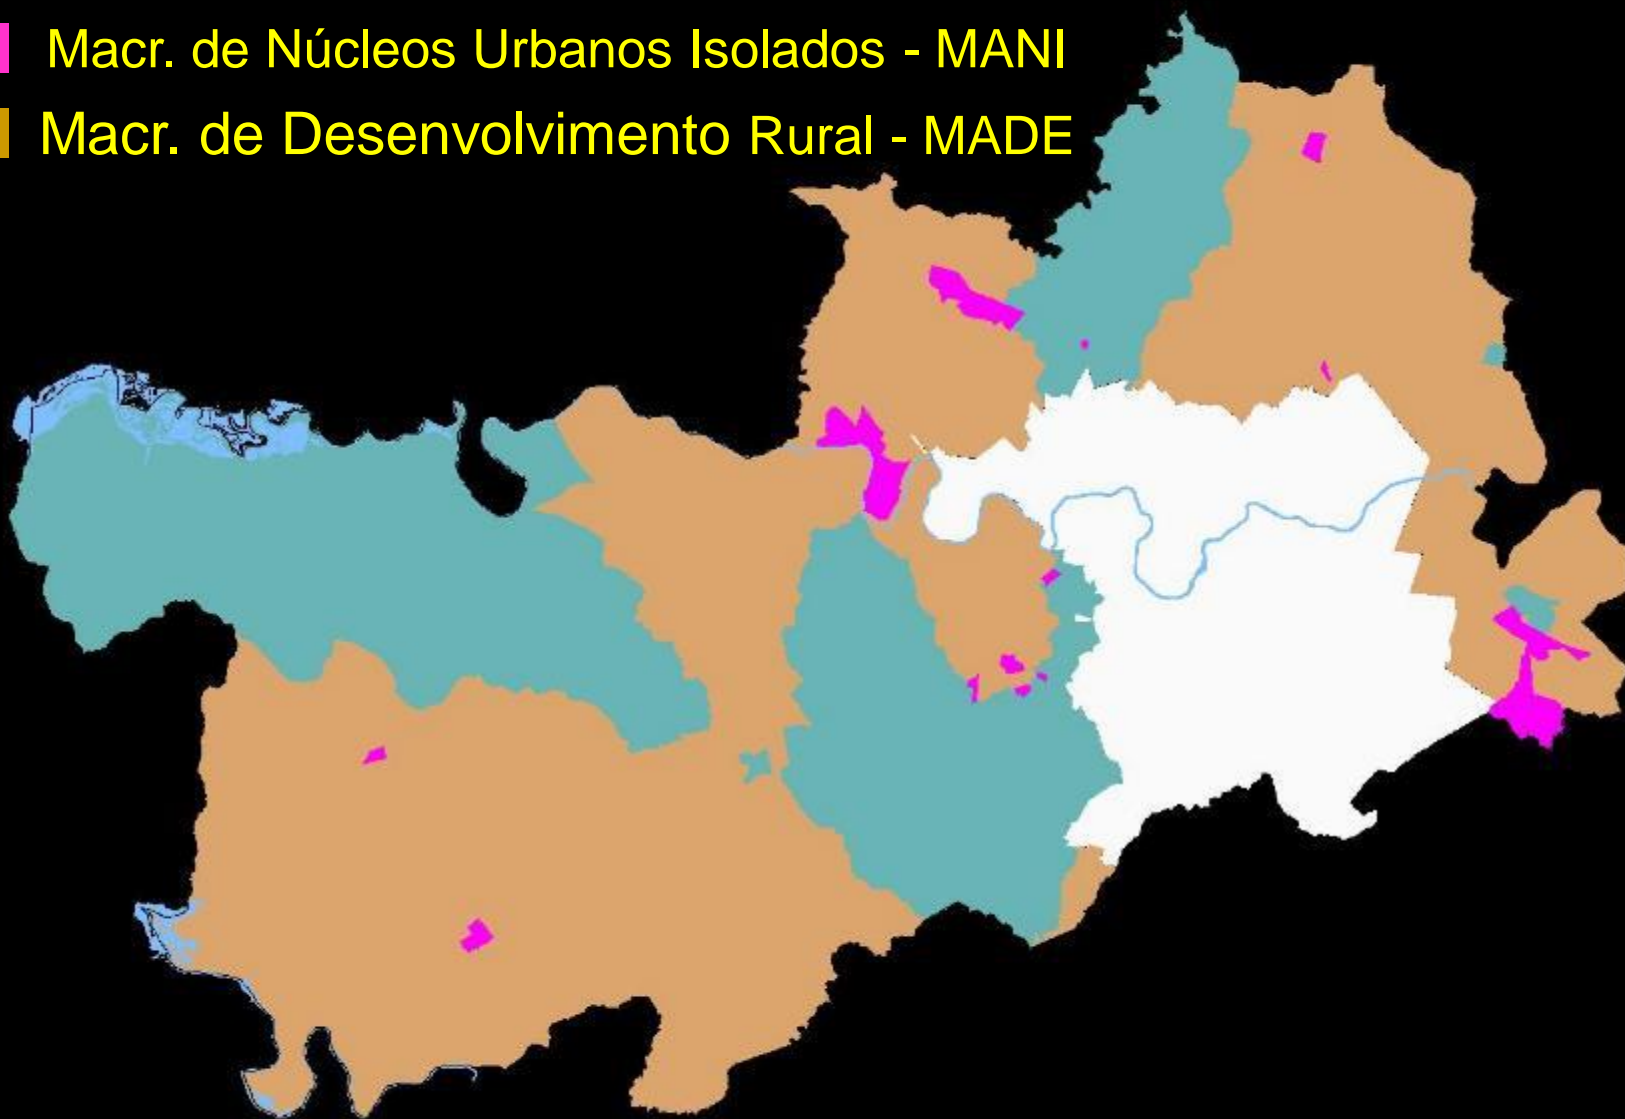 Macr. de Núcleos Urbanos Isolados - MANI
Macr. de Desenvolvimento Rural - MADE